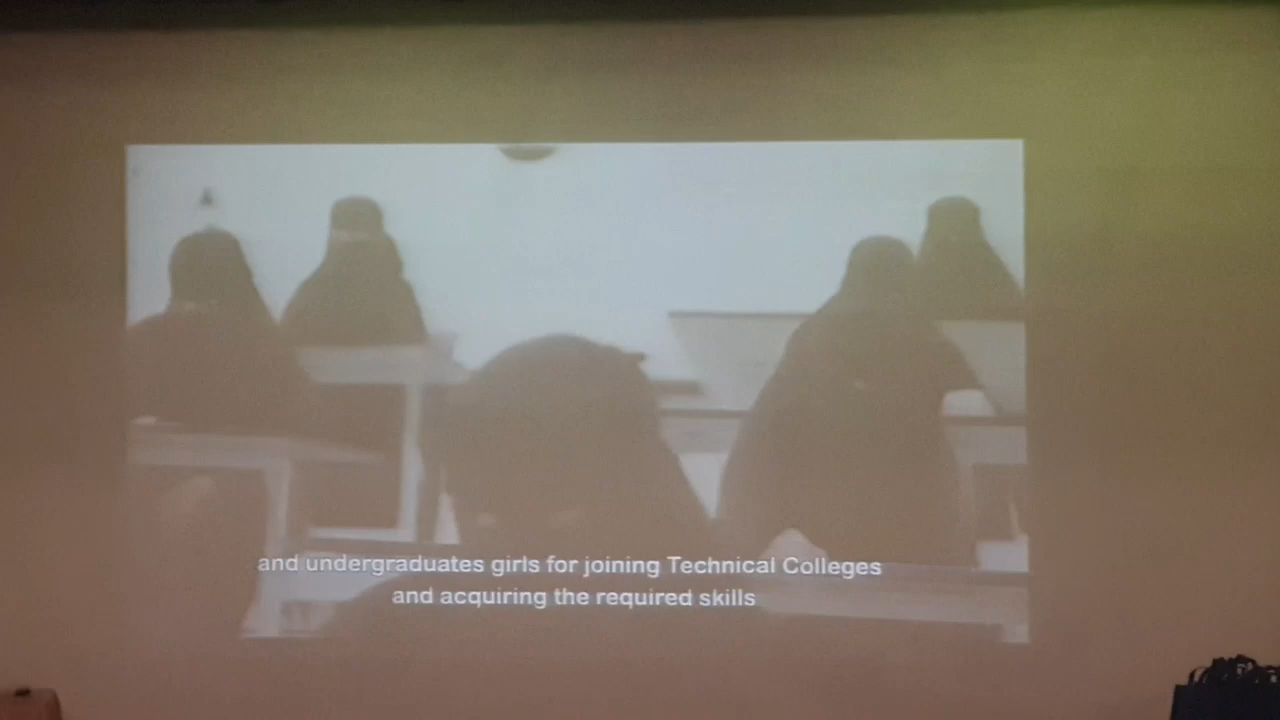 and undergraduates girls for joining Technical Colleges
and acquiring the required skills